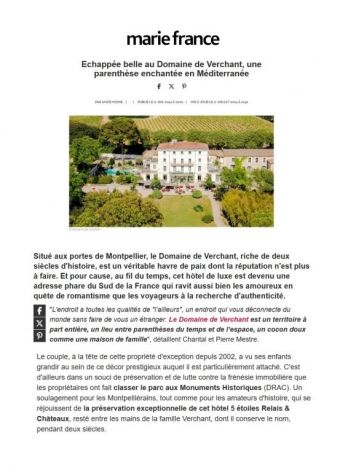 marie france
Echappée belle au Domaine de Verchant, une
parenthèse enchantée en Méditerranée
Situé aux portes de Montpellier, le Domaine de Verchant, riche de deux
siècles d'histoire, est un véritable havre de paix dont la réputation n'est plus
à faire. Et pour cause, au fil du temps, cet hôtel de luxe est devenu une
adresse phare du Sud de la France qui ravit aussi bien les amoureux en
quête de romantisme que les voyageurs à la recherche d'authenticité.
"L'endroit a toutes les qualités de "l'ailleurs", un endroit qui vous déconnecte du
monde sans faire de vous un étranger. Le Domaine de Verchant est un territoire à
part entière, un lieu entre parenthèses du temps et de l'espace, un cocon doux
comme une maison de famille", détaillent Chantal et Pierre Mestre.
Le couple, à la tête de cette propriété d'exception depuis 2002, a vu ses enfants
grandir au sein de ce décor prestigieux auquel il est particulièrement attaché. C'est
d'ailleurs dans un souci de préservation et de lutte contre la frénésie immobilière que
les propriétaires ont fait classer le parc aux Monuments Historiques (DRAC). Un
soulagement pour les Montpelliérains, tout comme pour les amateurs d'histoire, qui se
réjouissent de la préservation exceptionnelle de cet hôtel 5 étoiles Relais &
Châteaux, resté entre les mains de la famille Verchant, dont il conserve le nom,
pendant deux siècles.